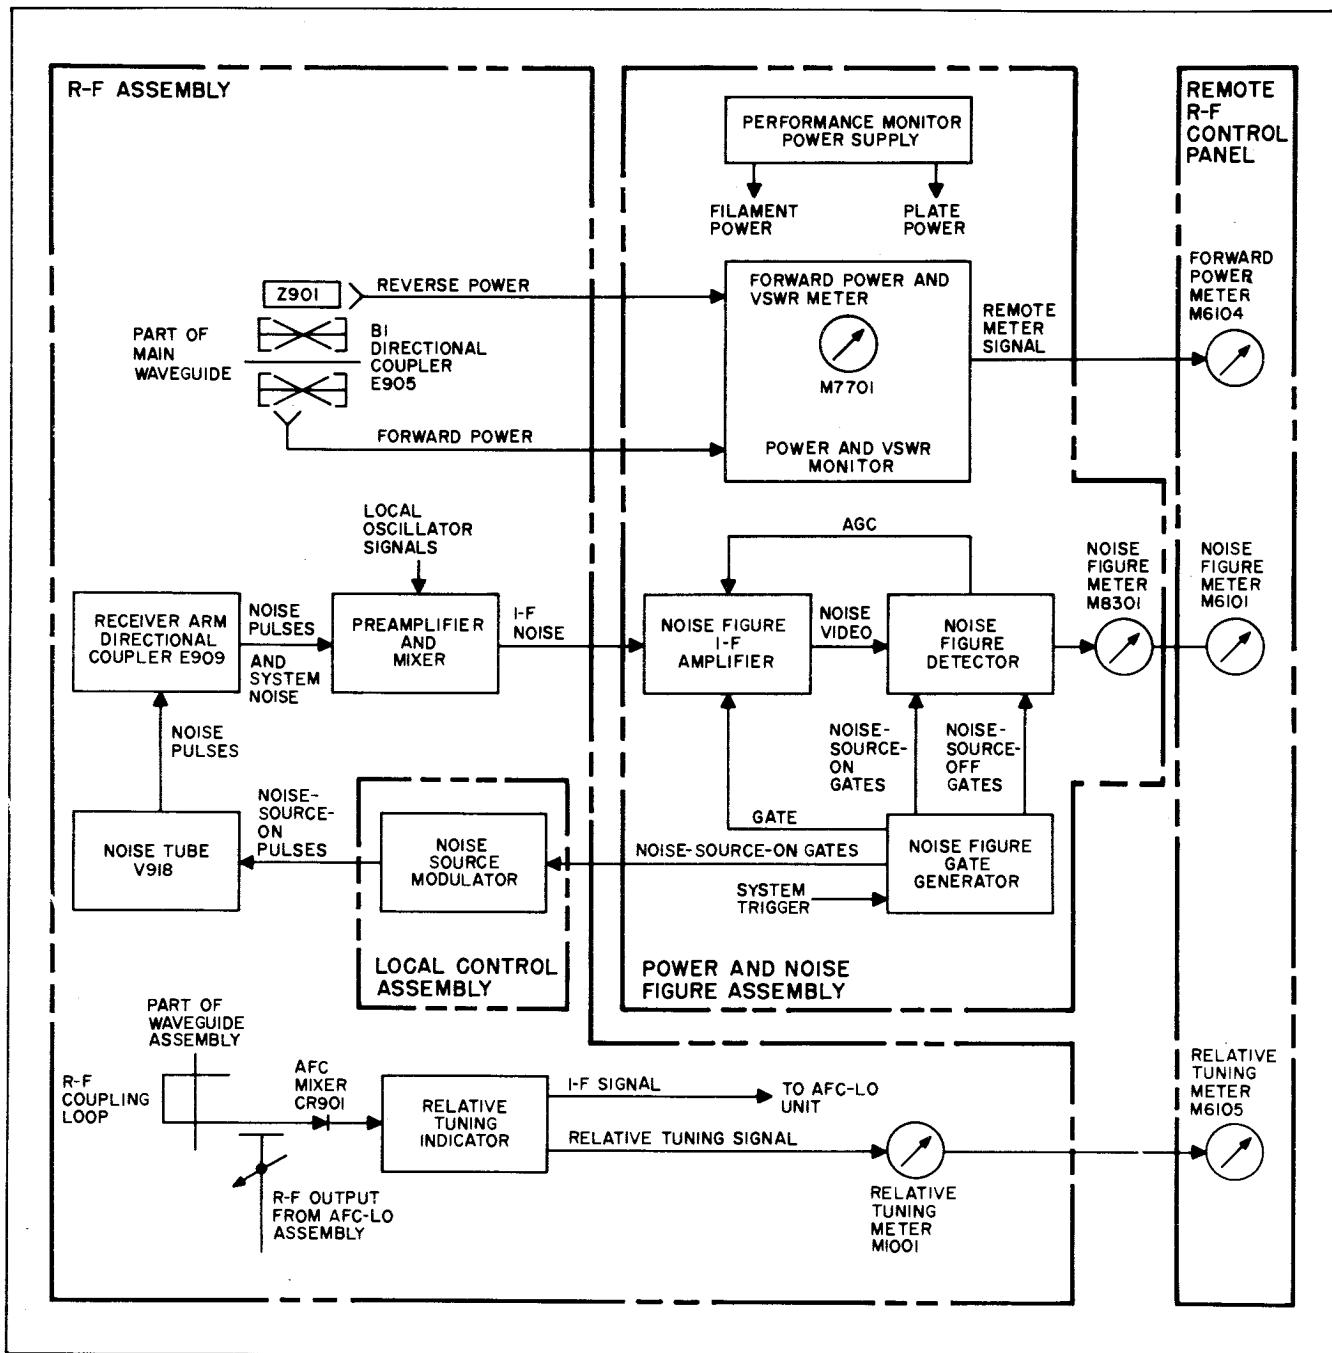 R-F ASSEMBLY
PERFORMANCE MONITOR
POWER SUPPLY
FILAMENT
POWER
PLATE
POWER
REMOTE
R-F
CONTROL
PANEL
Z901
REVERSE POWER
PART OF
MAIN
WAVEGUIDE
BI
DIRECTIONAL
COUPLER
E905
FORWARD POWER
FORWARD POWER AND
VSWR METER
M7701
POWER AND VSWR
MONITOR
REMOTE
METER
SIGNAL
FORWARD
POWER
METER
M6104
LOCAL
OSCILLATOR
SIGNALS
RECEIVER ARM
DIRECTIONAL
COUPLER E909
NOISE
PULSES
AND
SYSTEM
NOISE
PREAMPLIFIER
AND
MIXER
I-F
NOISE
AGC
NOISE FIGURE
I-F
AMPLIFIER
NOISE
VIDEO
NOISE
FIGURE
DETECTOR
NOISE
FIGURE
METER
M8301
NOISE
FIGURE
METER
M6101
NOISE
PULSES
NOISE-
SOURCE-
ON
GATES
NOISE-
SOURCE-
OFF
GATES
NOISE TUBE
V918
NOISE-
SOURCE-
ON
PULSES
NOISE
SOURCE
MODULATOR
GATE
NOISE-SOURCE-ON GATES
SYSTEM
TRIGGER
NOISE FIGURE
GATE
GENERATOR
LOCAL CONTROL
ASSEMBLY
POWER AND NOISE
FIGURE ASSEMBLY
PART OF
WAVEGUIDE
ASSEMBLY
R-F
COUPLING
LOOP
AFC
MIXER
CR901
RELATIVE
TUNING
INDICATOR
I-F SIGNAL
TO AFC-LO
UNIT
RELATIVE TUNING SIGNAL
R-F OUTPUT
FROM AFC-LO
ASSEMBLY
RELATIVE
TUNING
METER
M1001
RELATIVE
TUNING
METER
M6105